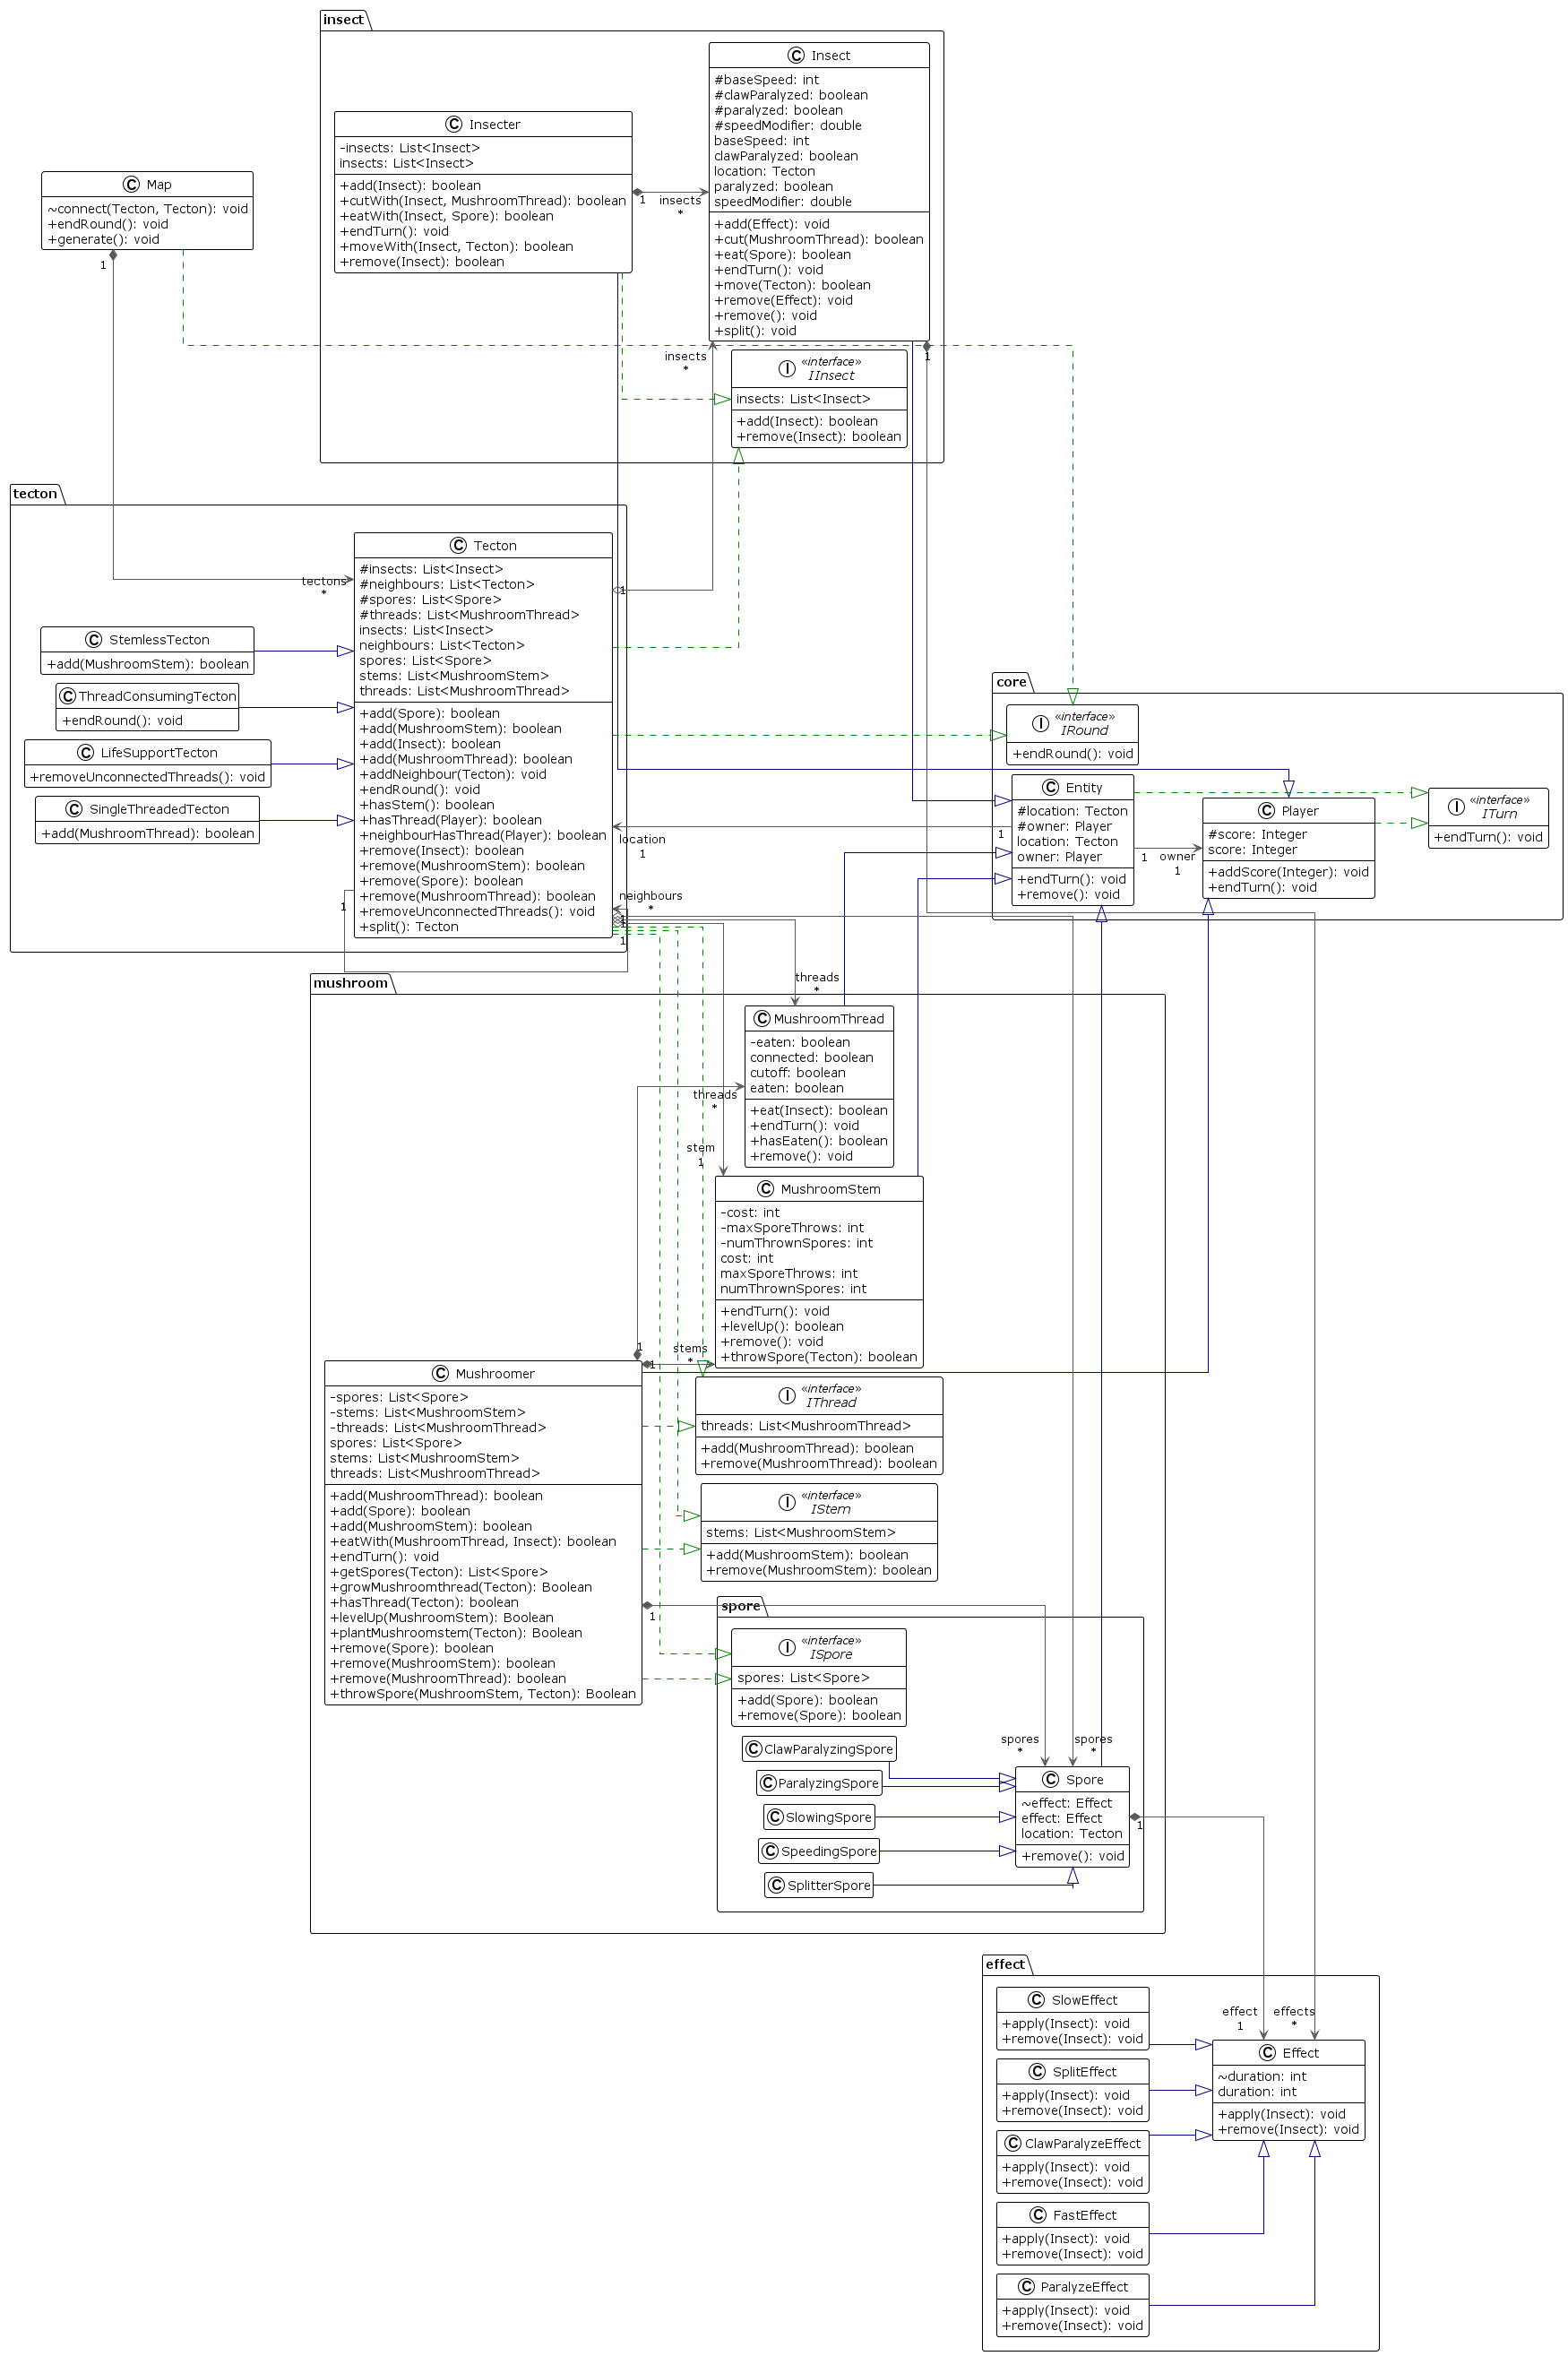 insect
C Insect
#baseSpeed: int
#clawParalyzed: boolean
#paralyzed: boolean
#speedModifier: double
baseSpeed: int
clawParalyzed: boolean
location: Tecton
paralyzed: boolean
speedModifier: double
+add(Effect): void
+cut(MushroomThread): boolean
+eat(Spore): boolean
+endTurn(): void
+move(Tecton): boolean
+remove(Effect): void
+remove(): void
+split(): void
C Insecter
-insects: List<Insect>
insects: List<Insect>
+add(Insect): boolean
+cutWith(Insect, MushroomThread): boolean
+eatWith(Insect, Spore): boolean
+endTurn(): void
+moveWith(Insect, Tecton): boolean
+remove(Insect): boolean
1 insects
*
C Map
~connect(Tecton, Tecton): void
+endRound(): void
+generate(): void
1
1
insects
*
I «interface»
IInsect
insects: List<Insect>
+add(Insect): boolean
+remove(Insect): boolean
tecton
C Tecton
#insects: List<Insect>
#neighbours: List<Tecton>
#spores: List<Spore>
#threads: List<MushroomThread>
insects: List<Insect>
neighbours: List<Tecton>
spores: List<Spore>
stems: List<MushroomStem>
threads: List<MushroomThread>
+add(Spore): boolean
+add(MushroomStem): boolean
+add(Insect): boolean
+add(MushroomThread): boolean
+addNeighbour(Tecton): void
+endRound(): void
+hasStem(): boolean
+hasThread(Player): boolean
+neighbourHasThread(Player): boolean
+remove(Insect): boolean
+remove(MushroomStem): boolean
+remove(Spore): boolean
+remove(MushroomThread): boolean
+removeUnconnectedThreads(): void
+split(): Tecton
tectons
*
1
C StemlessTecton
+add(MushroomStem): boolean
C ThreadConsumingTecton
+endRound(): void
C LifeSupportTecton
+removeUnconnectedThreads(): void
C SingleThreadedTecton
+add(MushroomThread): boolean
location
1
1
neighbours
*
1
1
1
1
core
I «interface»
IRound
+endRound(): void
C Entity
#location: Tecton
#owner: Player
location: Tecton
owner: Player
+endTurn(): void
+remove(): void
1
1 owner
1
C Player
#score: Integer
score: Integer
+addScore(Integer): void
+endTurn(): void
I «interface»
ITurn
+endTurn(): void
mushroom
threads
*
C MushroomThread
-eaten: boolean
connected: boolean
cutoff: boolean
eaten: boolean
+eat(Insect): boolean
+endTurn(): void
+hasEaten(): boolean
+remove(): void
threads
*
stem
1
C MushroomStem
-cost: int
-maxSporeThrows: int
-numThrownSpores: int
cost: int
maxSporeThrows: int
numThrownSpores: int
+endTurn(): void
+levelUp(): boolean
+remove(): void
+throwSpore(Tecton): boolean
1
stems
1 *
C Mushroomer
-spores: List<Spore>
-stems: List<MushroomStem>
-threads: List<MushroomThread>
spores: List<Spore>
stems: List<MushroomStem>
threads: List<MushroomThread>
+add(MushroomThread): boolean
+add(Spore): boolean
+add(MushroomStem): boolean
+eatWith(MushroomThread, Insect): boolean
+endTurn(): void
+getSpores(Tecton): List<Spore>
+growMushroomthread(Tecton): Boolean
+hasThread(Tecton): boolean
+levelUp(MushroomStem): Boolean
+plantMushroomstem(Tecton): Boolean
+remove(Spore): boolean
+remove(MushroomStem): boolean
+remove(MushroomThread): boolean
+throwSpore(MushroomStem, Tecton): Boolean
1
I «interface»
IThread
threads: List<MushroomThread>
+add(MushroomThread): boolean
+remove(MushroomThread): boolean
I «interface»
IStem
stems: List<MushroomStem>
+add(MushroomStem): boolean
+remove(MushroomStem): boolean
spore
I «interface»
ISpore
spores: List<Spore>
+add(Spore): boolean
+remove(Spore): boolean
C ClawParalyzingSpore
C ParalyzingSpore
C SlowingSpore
C SpeedingSpore
C SplitterSpore
spores
*
spores
*
C Spore
~effect: Effect
effect: Effect
location: Tecton
+remove(): void
1
effect
C SlowEffect
+apply(Insect): void
+remove(Insect): void
C SplitEffect
+apply(Insect): void
+remove(Insect): void
C ClawParalyzeEffect
+apply(Insect): void
+remove(Insect): void
C FastEffect
+apply(Insect): void
+remove(Insect): void
C ParalyzeEffect
+apply(Insect): void
+remove(Insect): void
effect
1
effects
*
C Effect
~duration: int
duration: int
+apply(Insect): void
+remove(Insect): void